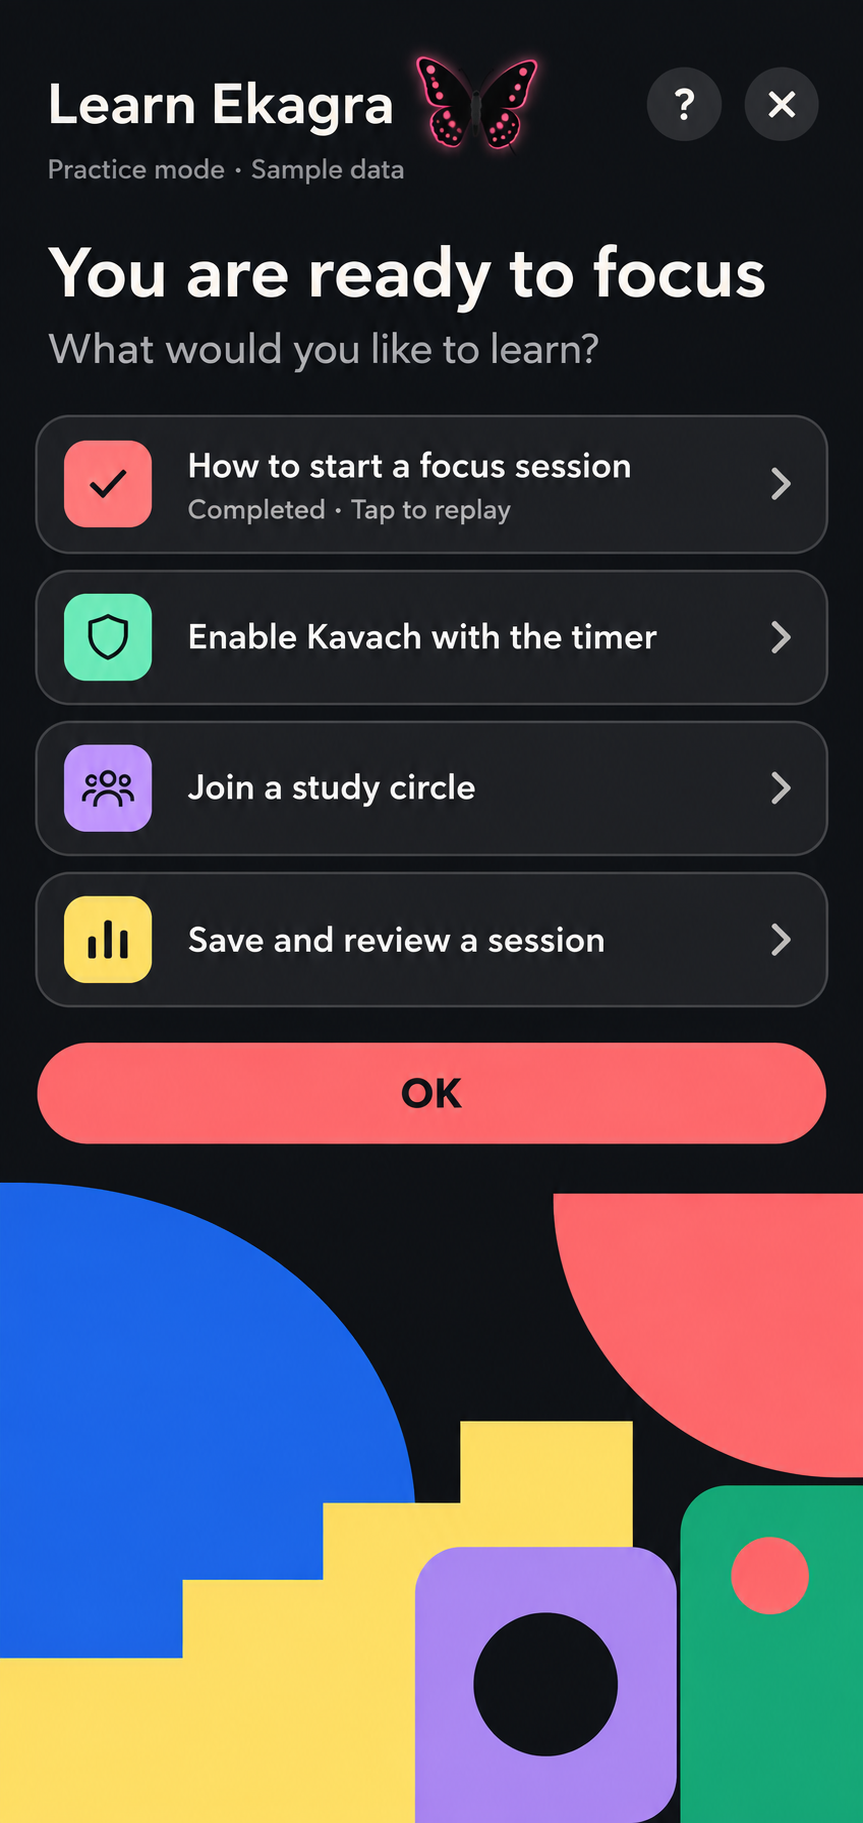 Learn Ekagra
?
Practice mode · Sample data
You are ready to focus
What would you like to learn?
How to start a focus session
Completed · Tap to replay
Enable Kavach with the timer
Join a study circle
Save and review a session
OK